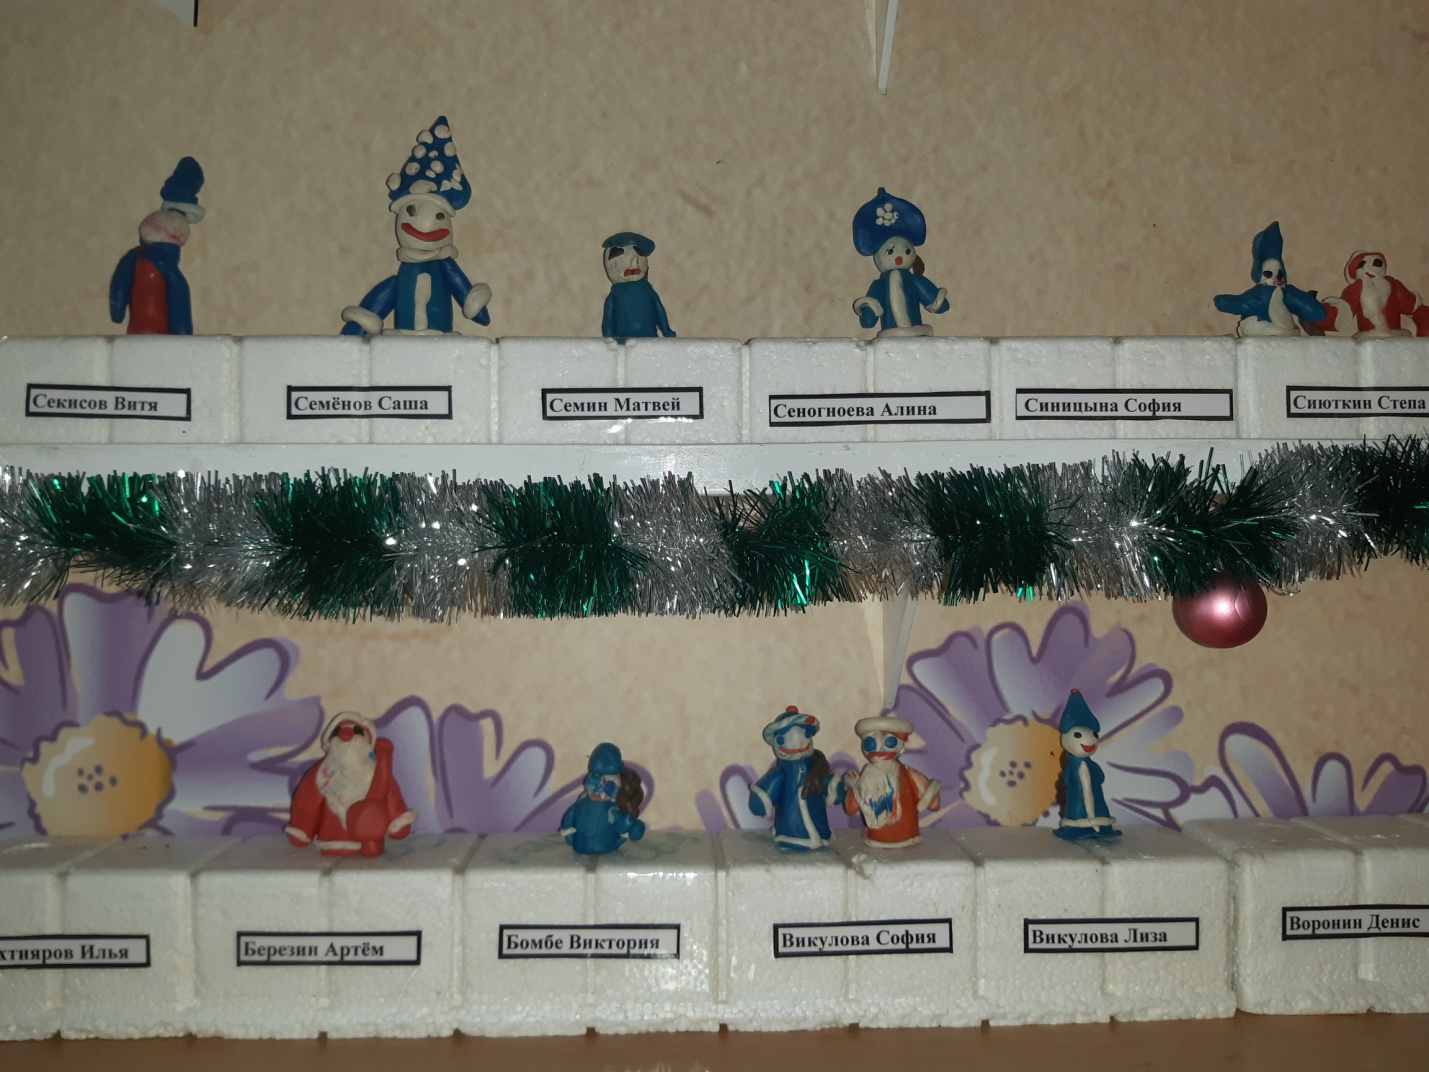 Секисов Витя
Семёнов Саша
Семин Матвей
Сеногноева Алина
Синицына София
Сиюткин Степа
хтияров Илья
Березин Артём
Бомбе Виктория
Викулова София
Викулова Лиза
Воронин Денис